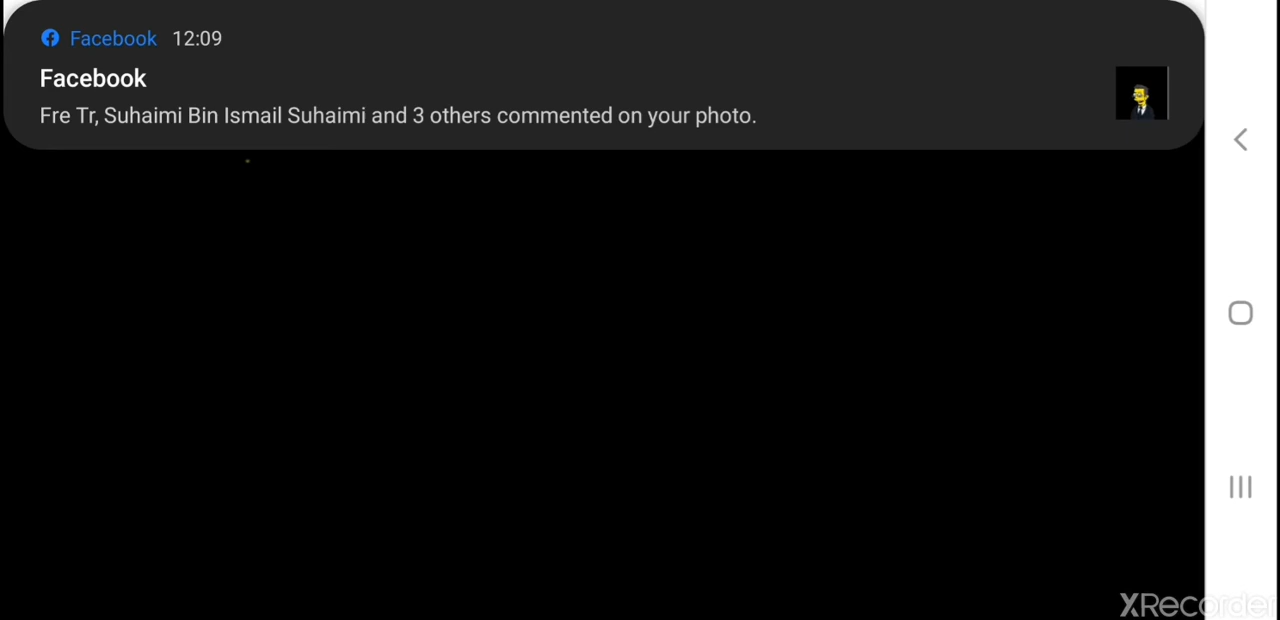 Facebook 12:09
Facebook
Fre Tr, Suhaimi Bin Ismail Suhaimi and 3 others commented on your photo.
XRecorder